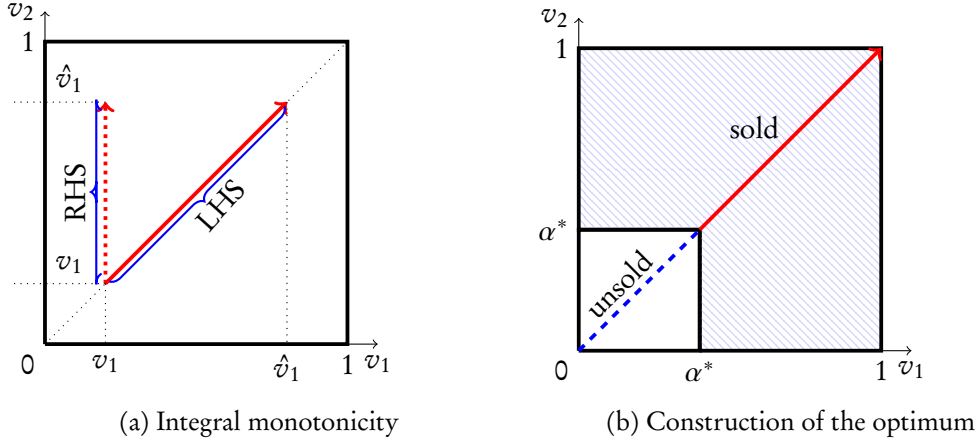 v₂
1
v̂₁
RHS
LHS
v₁
0
v₁
v̂₁
1
v₁
(a) Integral monotonicity
v₂
1
sold
α*
unsold
0
α*
1
v₁
(b) Construction of the optimum